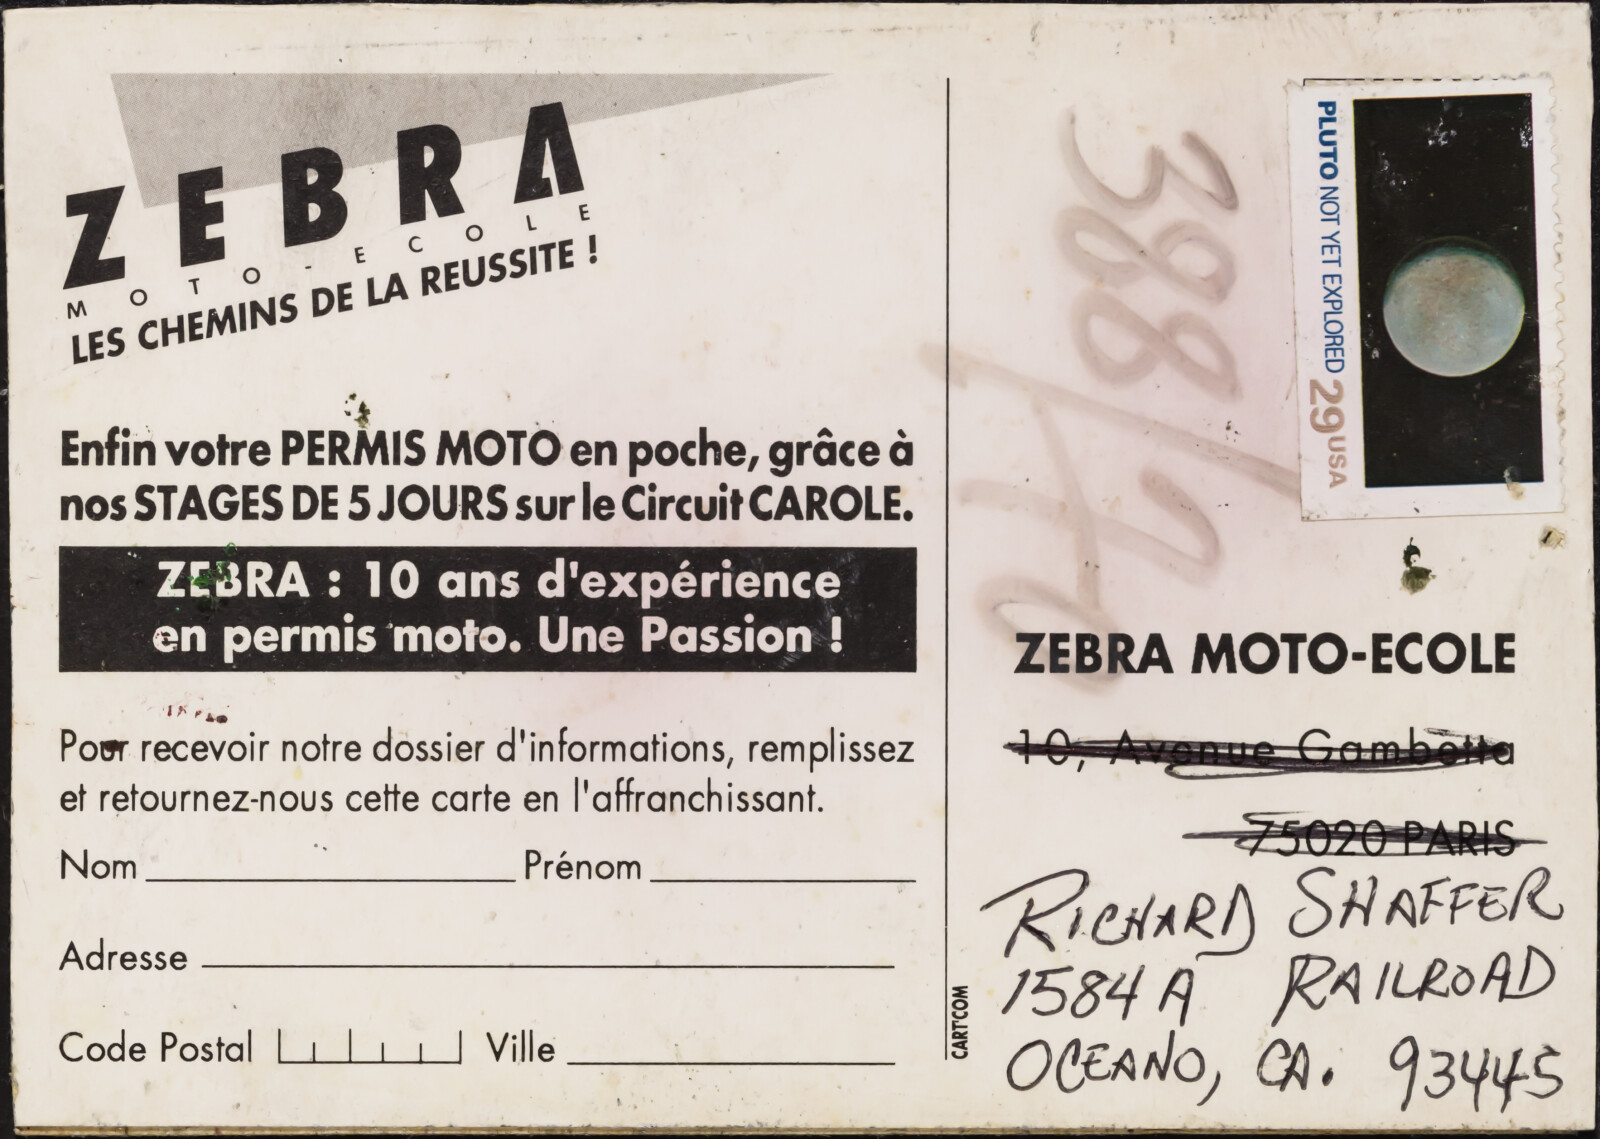 ZEBRA
MOTO-ECOLE
LES CHEMINS DE LA REUSSITE !
Enfin votre PERMIS MOTO en poche, grâce à
nos STAGES DE 5 JOURS sur le Circuit CAROLE.
ZEBRA : 10 ans d'expérience
en permis moto. Une Passion !
Pour recevoir notre dossier d'informations, remplissez
et retournez-nous cette carte en l'affranchissant.
Nom Prénom
Adresse
Code Postal Ville
CART'COM
PLUTO NOT YET EXPLORED 29USA
ZEBRA MOTO-ECOLE
10, Avenue Gambetta
75020 PARIS
RICHARD SHAFFER
1584 A RAILROAD
OCEANO, CA. 93445